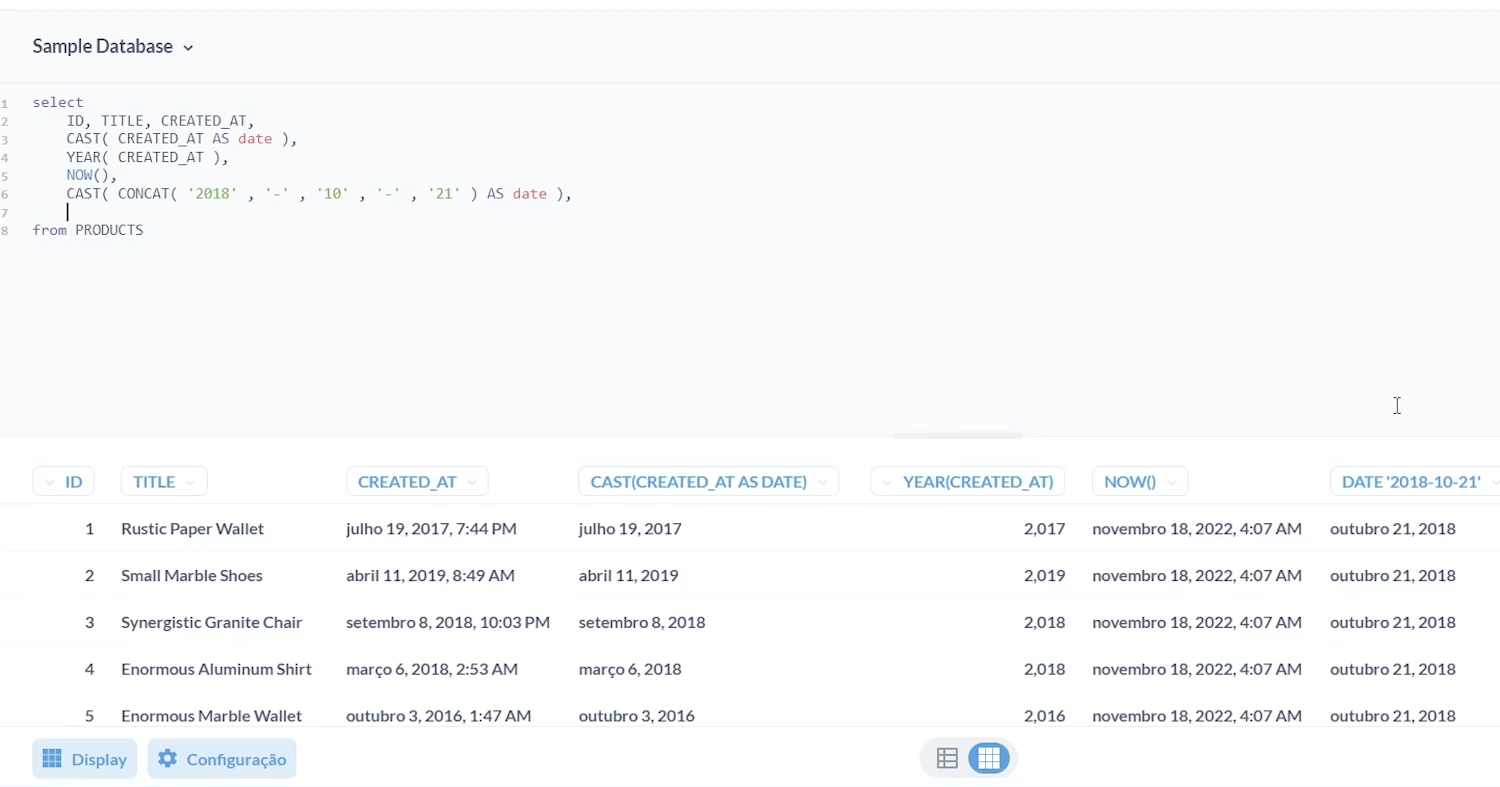 Sample Database
1 select
2 ID, TITLE, CREATED_AT,
3 CAST( CREATED_AT AS date ),
4 YEAR( CREATED_AT ),
5 NOW(),
6 CAST( CONCAT( '2018' , '-' , '10' , '-' , '21' ) AS date ),
7
8 from PRODUCTS
ID TITLE CREATED_AT CAST(CREATED_AT AS DATE) YEAR(CREATED_AT) NOW() DATE '2018-10-21'
1 Rustic Paper Wallet julho 19, 2017, 7:44 PM julho 19, 2017 2,017 novembro 18, 2022, 4:07 AM outubro 21, 2018
2 Small Marble Shoes abril 11, 2019, 8:49 AM abril 11, 2019 2,019 novembro 18, 2022, 4:07 AM outubro 21, 2018
3 Synergistic Granite Chair setembro 8, 2018, 10:03 PM setembro 8, 2018 2,018 novembro 18, 2022, 4:07 AM outubro 21, 2018
4 Enormous Aluminum Shirt março 6, 2018, 2:53 AM março 6, 2018 2,018 novembro 18, 2022, 4:07 AM outubro 21, 2018
5 Enormous Marble Wallet outubro 3, 2016, 1:47 AM outubro 3, 2016 2,016 novembro 18, 2022, 4:07 AM outubro 21, 2018
Display Configuração